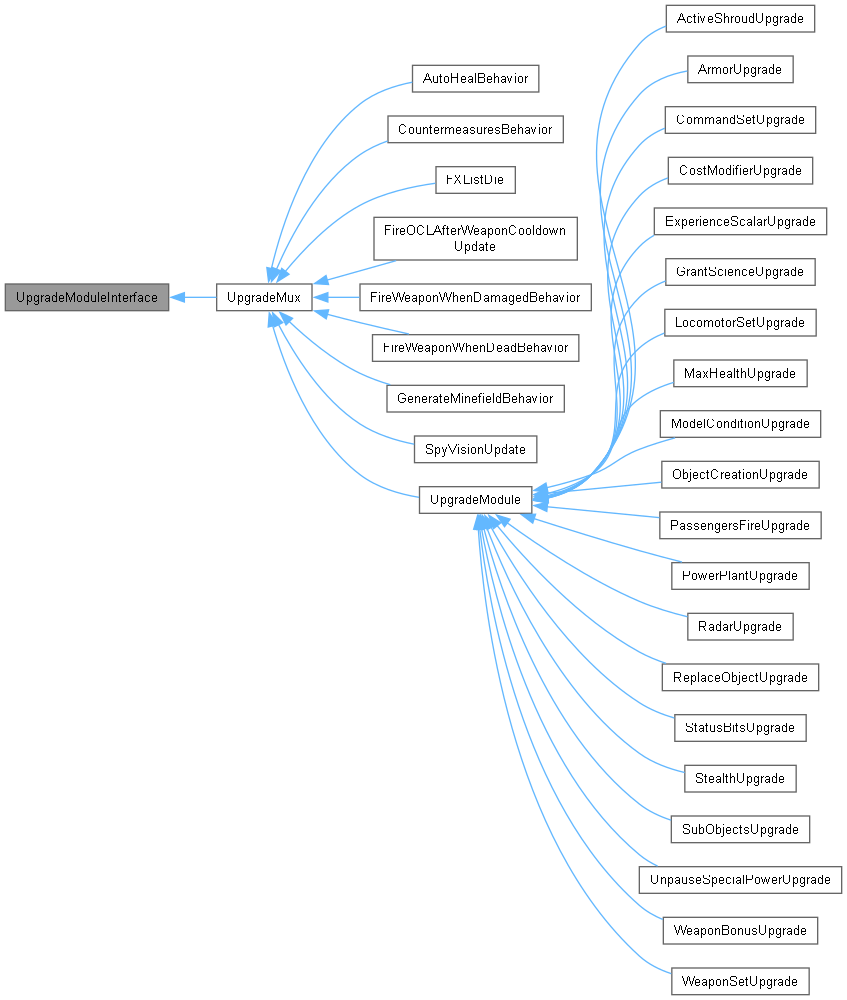 UpgradeModuleInterface
UpgradeMux
AutoHealBehavior
CountermeasuresBehavior
FXListDie
FireOCLAfterWeaponCooldown
Update
FireWeaponWhenDamagedBehavior
FireWeaponWhenDeadBehavior
GenerateMinefieldBehavior
SpyVisionUpdate
UpgradeModule
ActiveShroudUpgrade
ArmorUpgrade
CommandSetUpgrade
CostModifierUpgrade
ExperienceScalarUpgrade
GrantScienceUpgrade
LocomotorSetUpgrade
MaxHealthUpgrade
ModelConditionUpgrade
ObjectCreationUpgrade
PassengersFireUpgrade
PowerPlantUpgrade
RadarUpgrade
ReplaceObjectUpgrade
StatusBitsUpgrade
StealthUpgrade
SubObjectsUpgrade
UnpauseSpecialPowerUpgrade
WeaponBonusUpgrade
WeaponSetUpgrade